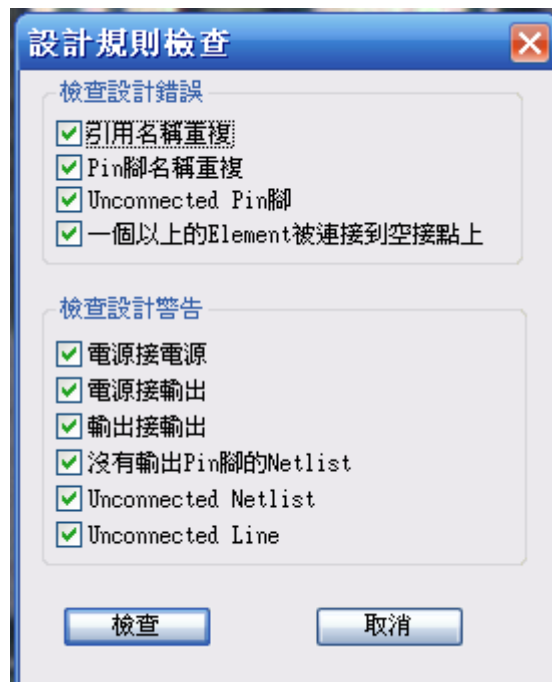 設計規則檢查
檢查設計錯誤
引用名稱重複
Pin腳名稱重複
Unconnected Pin腳
一個以上的Element被連接到空接點上
檢查設計警告
電源接電源
電源接輸出
輸出接輸出
沒有輸出Pin腳的Netlist
Unconnected Netlist
Unconnected Line
檢查
取消